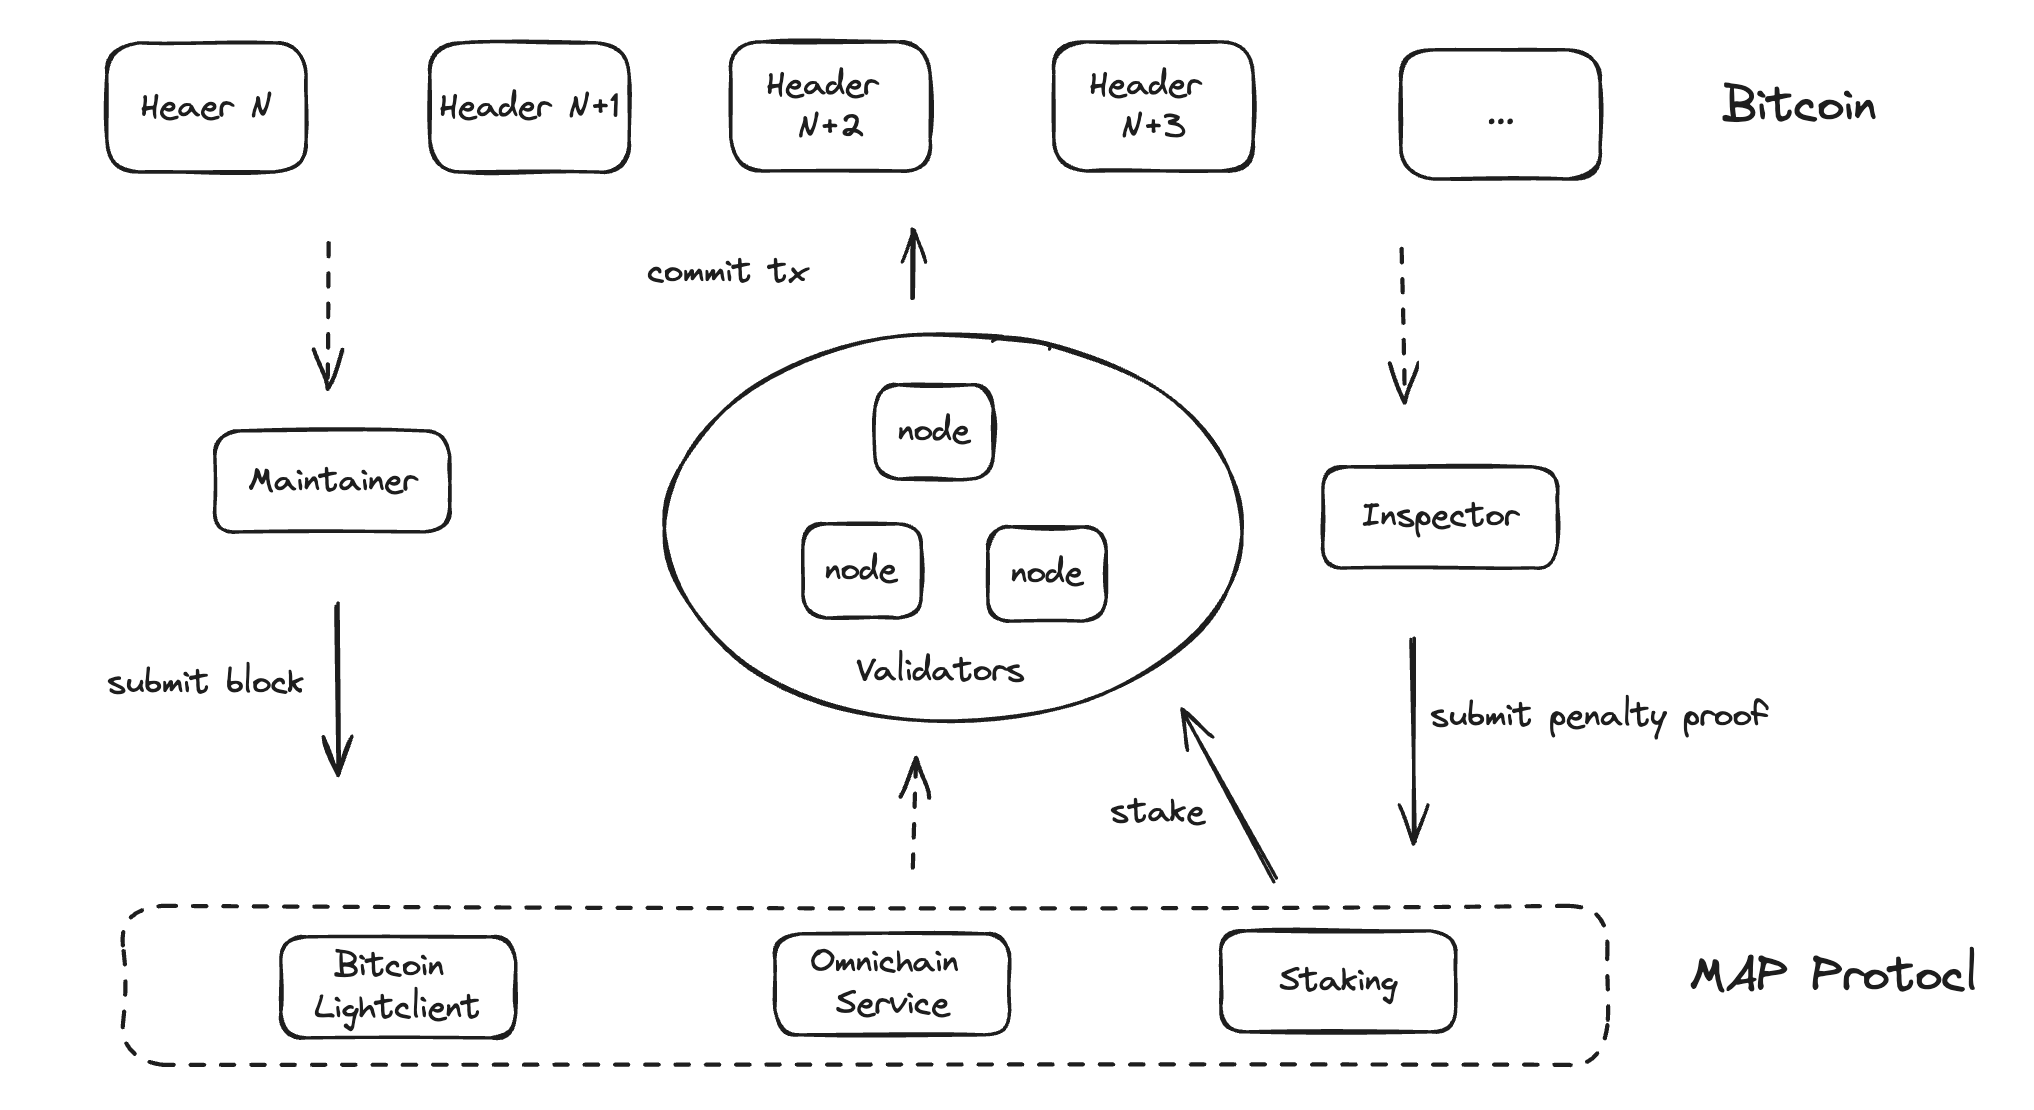 Heaer N
Header N+1
Header
N+2
Header
N+3
...
Bitcoin
commit tx
node
Maintainer
Inspector
node
node
Validators
submit block
submit penalty proof
stake
Bitcoin
Lightclient
Omnichain
Service
Staking
MAP Protocl